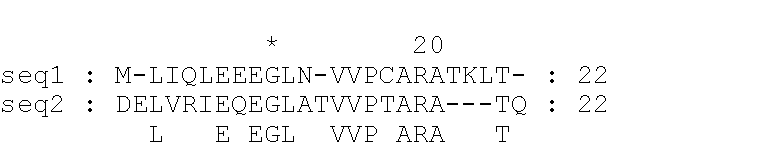 *        20
seq1 : M-LIQLEEEGLN-VVPCARATKLT- : 22
seq2 : DELVRIEQEGLATVVPTARA---TQ : 22
         L   E EGL  VVP ARA   T